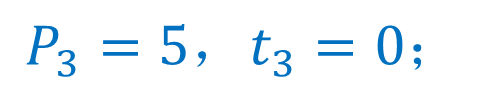 P₃ = 5, t₃ = 0;